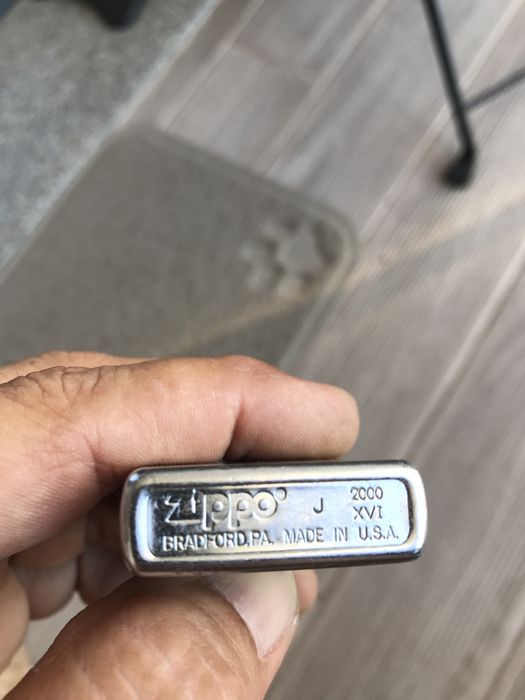 Zippo® J 2000
XVI
BRADFORD,PA. MADE IN U.S.A.